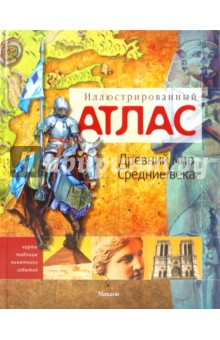 Иллюстрированный
АТЛАС
Древний мир
Средние века
карты
таблицы
памятники
события
Махаон